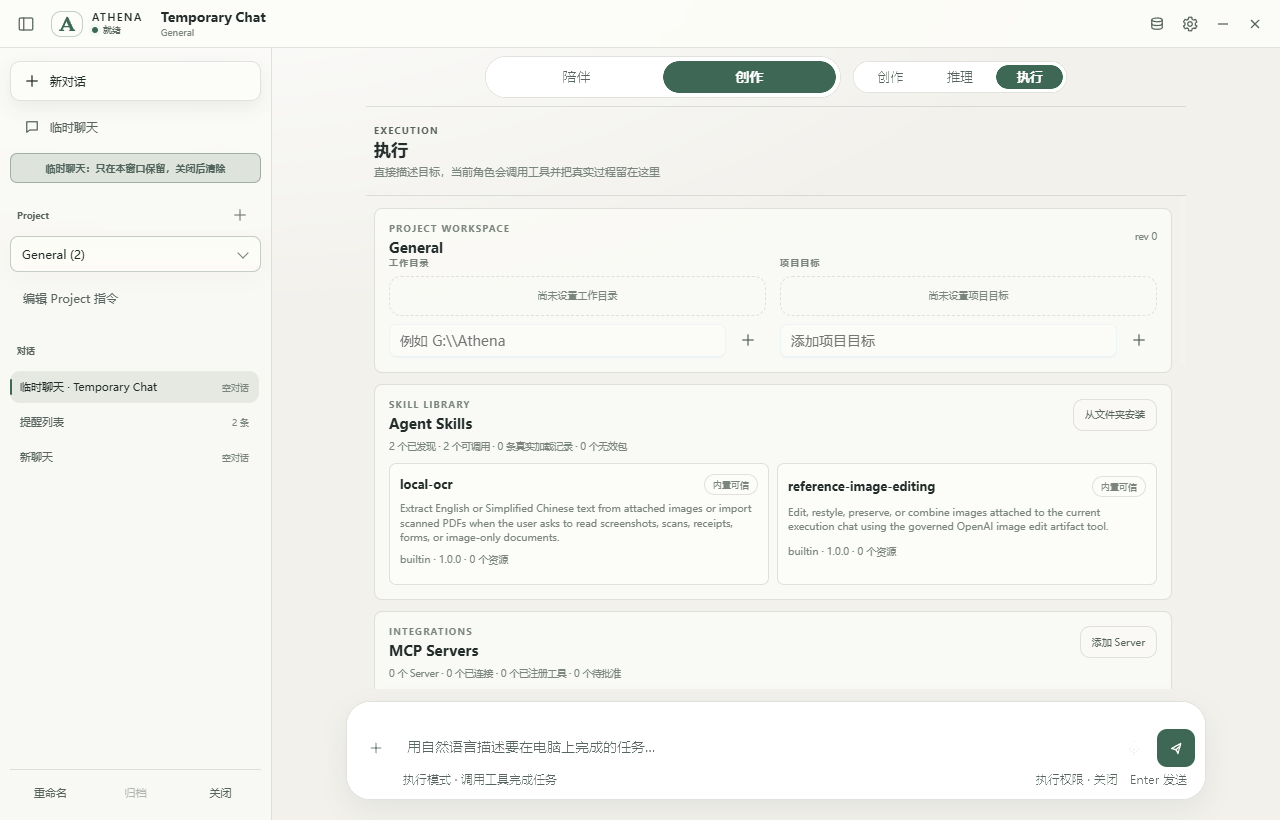 A
ATHENA
就绪
Temporary Chat
General
新对话
临时聊天
临时聊天：只在本窗口保留，关闭后清除
Project
General (2)
编辑 Project 指令
对话
临时聊天 · Temporary Chat
空对话
提醒列表
2 条
新聊天
空对话
重命名
归档
关闭
陪伴
创作
创作
推理
执行
EXECUTION
执行
直接描述目标，当前角色会调用工具并把真实过程留在这里
PROJECT WORKSPACE
General
rev 0
工作目录
项目目标
尚未设置工作目录
尚未设置项目目标
例如 G:\\Athena
添加项目目标
SKILL LIBRARY
Agent Skills
从文件夹安装
2 个已发现 · 2 个可调用 · 0 条真实加载记录 · 0 个无效包
local-ocr
内置可信
Extract English or Simplified Chinese text from attached images or import
scanned PDFs when the user asks to read screenshots, scans, receipts,
forms, or image-only documents.
builtin · 1.0.0 · 0 个资源
reference-image-editing
内置可信
Edit, restyle, preserve, or combine images attached to the current
execution chat using the governed OpenAI image edit artifact tool.
builtin · 1.0.0 · 0 个资源
INTEGRATIONS
MCP Servers
添加 Server
0 个 Server · 0 个已连接 · 0 个已注册工具 · 0 个待批准
用自然语言描述要在电脑上完成的任务...
执行模式 · 调用工具完成任务
执行权限 · 关闭
Enter 发送